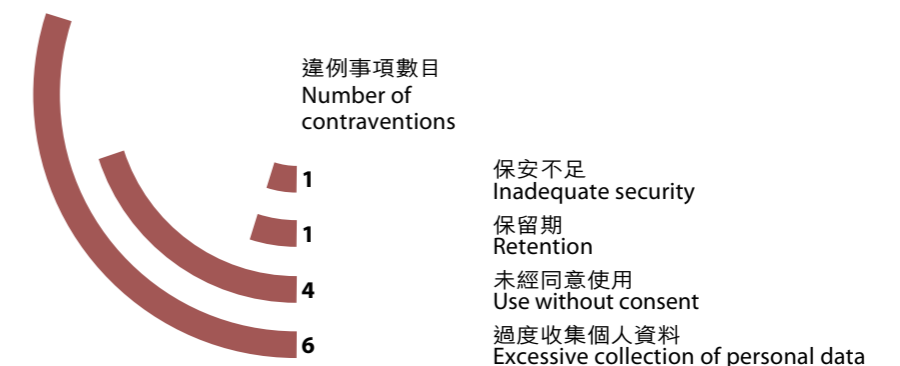 違例事項數目
Number of
contraventions
1
保安不足
Inadequate security
1
保留期
Retention
4
未經同意使用
Use without consent
6
過度收集個人資料
Excessive collection of personal data